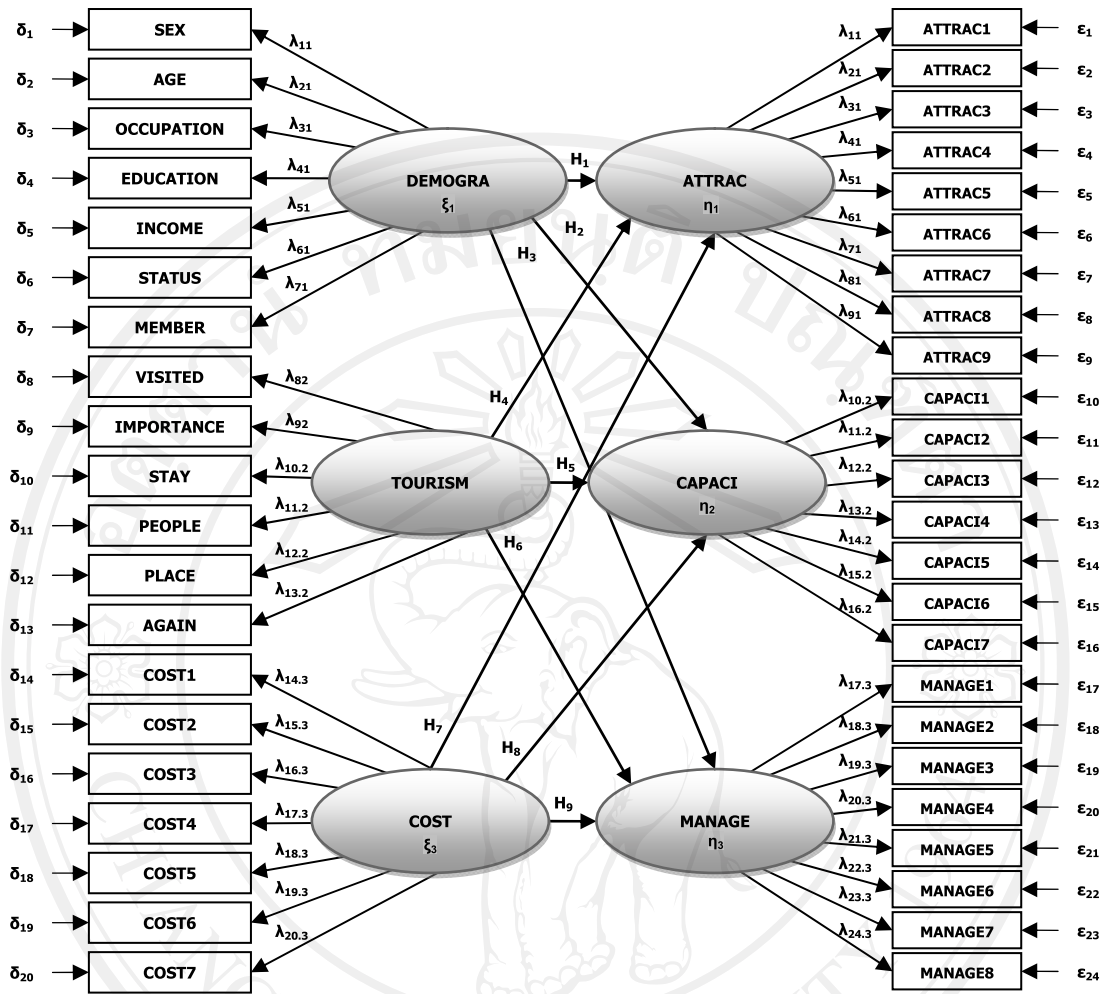 δ₁ SEX
δ₂ AGE
δ₃ OCCUPATION
δ₄ EDUCATION
δ₅ INCOME
δ₆ STATUS
δ₇ MEMBER
δ₈ VISITED
δ₉ IMPORTANCE
δ₁₀ STAY
δ₁₁ PEOPLE
δ₁₂ PLACE
δ₁₃ AGAIN
δ₁₄ COST1
δ₁₅ COST2
δ₁₆ COST3
δ₁₇ COST4
δ₁₈ COST5
δ₁₉ COST6
δ₂₀ COST7
λ₁₁
λ₂₁
λ₃₁
λ₄₁
λ₅₁
λ₆₁
λ₇₁
λ₈₂
λ₉₂
λ₁₀.₂
λ₁₁.₂
λ₁₂.₂
λ₁₃.₂
λ₁₄.₃
λ₁₅.₃
λ₁₆.₃
λ₁₇.₃
λ₁₈.₃
λ₁₉.₃
λ₂₀.₃
DEMOGRA
ξ₁
TOURISM
COST
ξ₃
H₁
H₂
H₃
H₄
H₅
H₆
H₇
H₈
H₉
ATTRAC
η₁
CAPACI
η₂
MANAGE
η₃
λ₁₁
λ₂₁
λ₃₁
λ₄₁
λ₅₁
λ₆₁
λ₇₁
λ₈₁
λ₉₁
λ₁₀.₂
λ₁₁.₂
λ₁₂.₂
λ₁₃.₂
λ₁₄.₂
λ₁₅.₂
λ₁₆.₂
λ₁₇.₃
λ₁₈.₃
λ₁₉.₃
λ₂₀.₃
λ₂₁.₃
λ₂₂.₃
λ₂₃.₃
λ₂₄.₃
ATTRAC1 ε₁
ATTRAC2 ε₂
ATTRAC3 ε₃
ATTRAC4 ε₄
ATTRAC5 ε₅
ATTRAC6 ε₆
ATTRAC7 ε₇
ATTRAC8 ε₈
ATTRAC9 ε₉
CAPACI1 ε₁₀
CAPACI2 ε₁₁
CAPACI3 ε₁₂
CAPACI4 ε₁₃
CAPACI5 ε₁₄
CAPACI6 ε₁₅
CAPACI7 ε₁₆
MANAGE1 ε₁₇
MANAGE2 ε₁₈
MANAGE3 ε₁₉
MANAGE4 ε₂₀
MANAGE5 ε₂₁
MANAGE6 ε₂₂
MANAGE7 ε₂₃
MANAGE8 ε₂₄